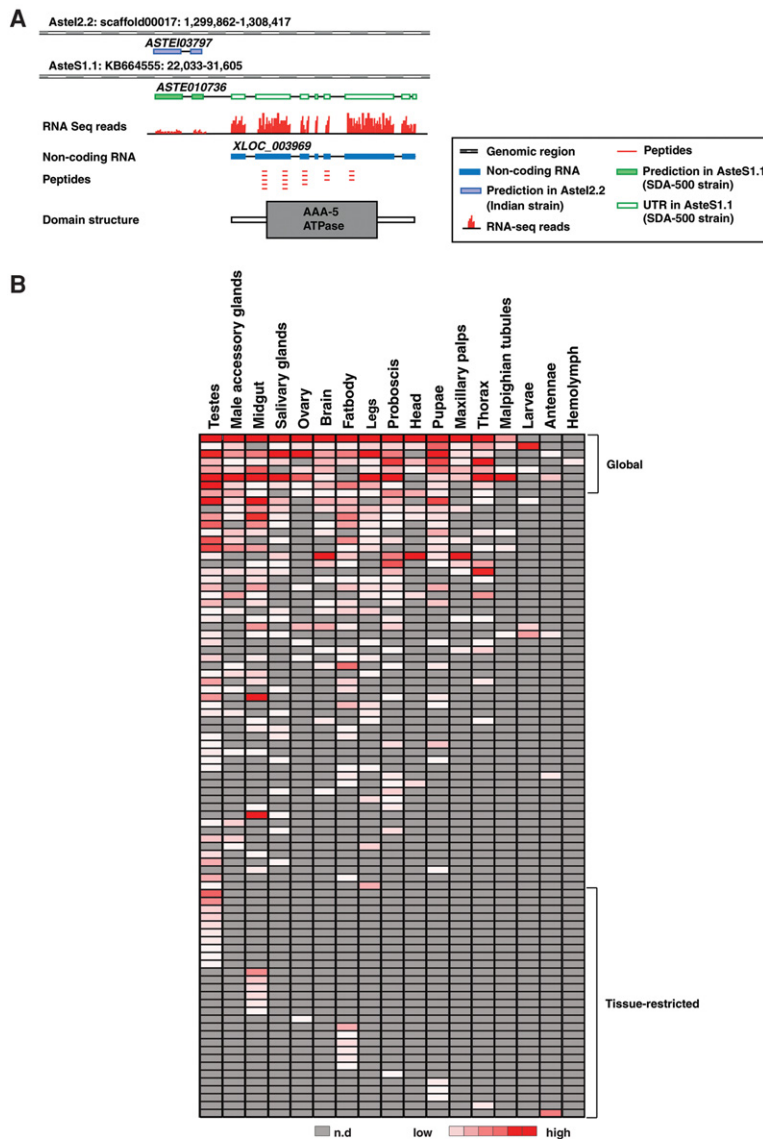 A
AsteI2.2: scaffold00017: 1,299,862-1,308,417
ASTEI03797
AsteS1.1: KB664555: 22,033-31,605
ASTE010736
RNA Seq reads
XLOC_003969
Non-coding RNA
Peptides
Domain structure
AAA-5
ATPase
Genomic region
Non-coding RNA
Prediction in AsteI2.2
(Indian strain)
RNA-seq reads
Peptides
Prediction in AsteS1.1
(SDA-500 strain)
UTR in AsteS1.1
(SDA-500 strain)
B
Testes
Male accessory glands
Midgut
Salivary glands
Ovary
Brain
Fatbody
Legs
Proboscis
Head
Pupae
Maxillary palps
Thorax
Malpighian tubules
Larvae
Antennae
Hemolymph
Global
Tissue-restricted
n.d
low
high